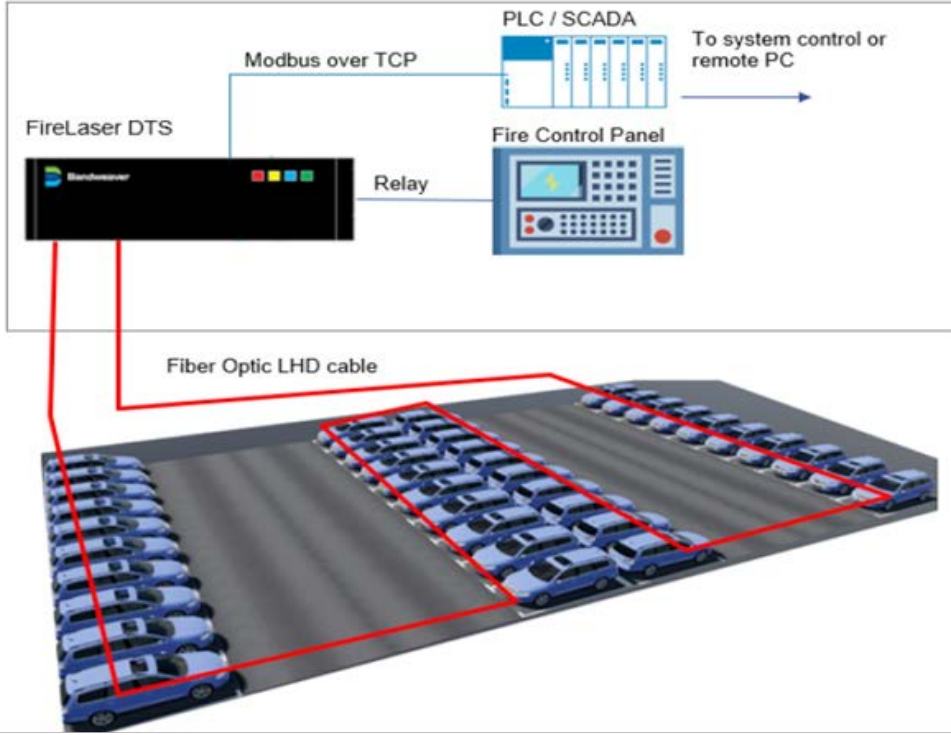 PLC / SCADA
Modbus over TCP
To system control or
remote PC
FireLaser DTS
Fire Control Panel
Bandweaver
Relay
Fiber Optic LHD cable